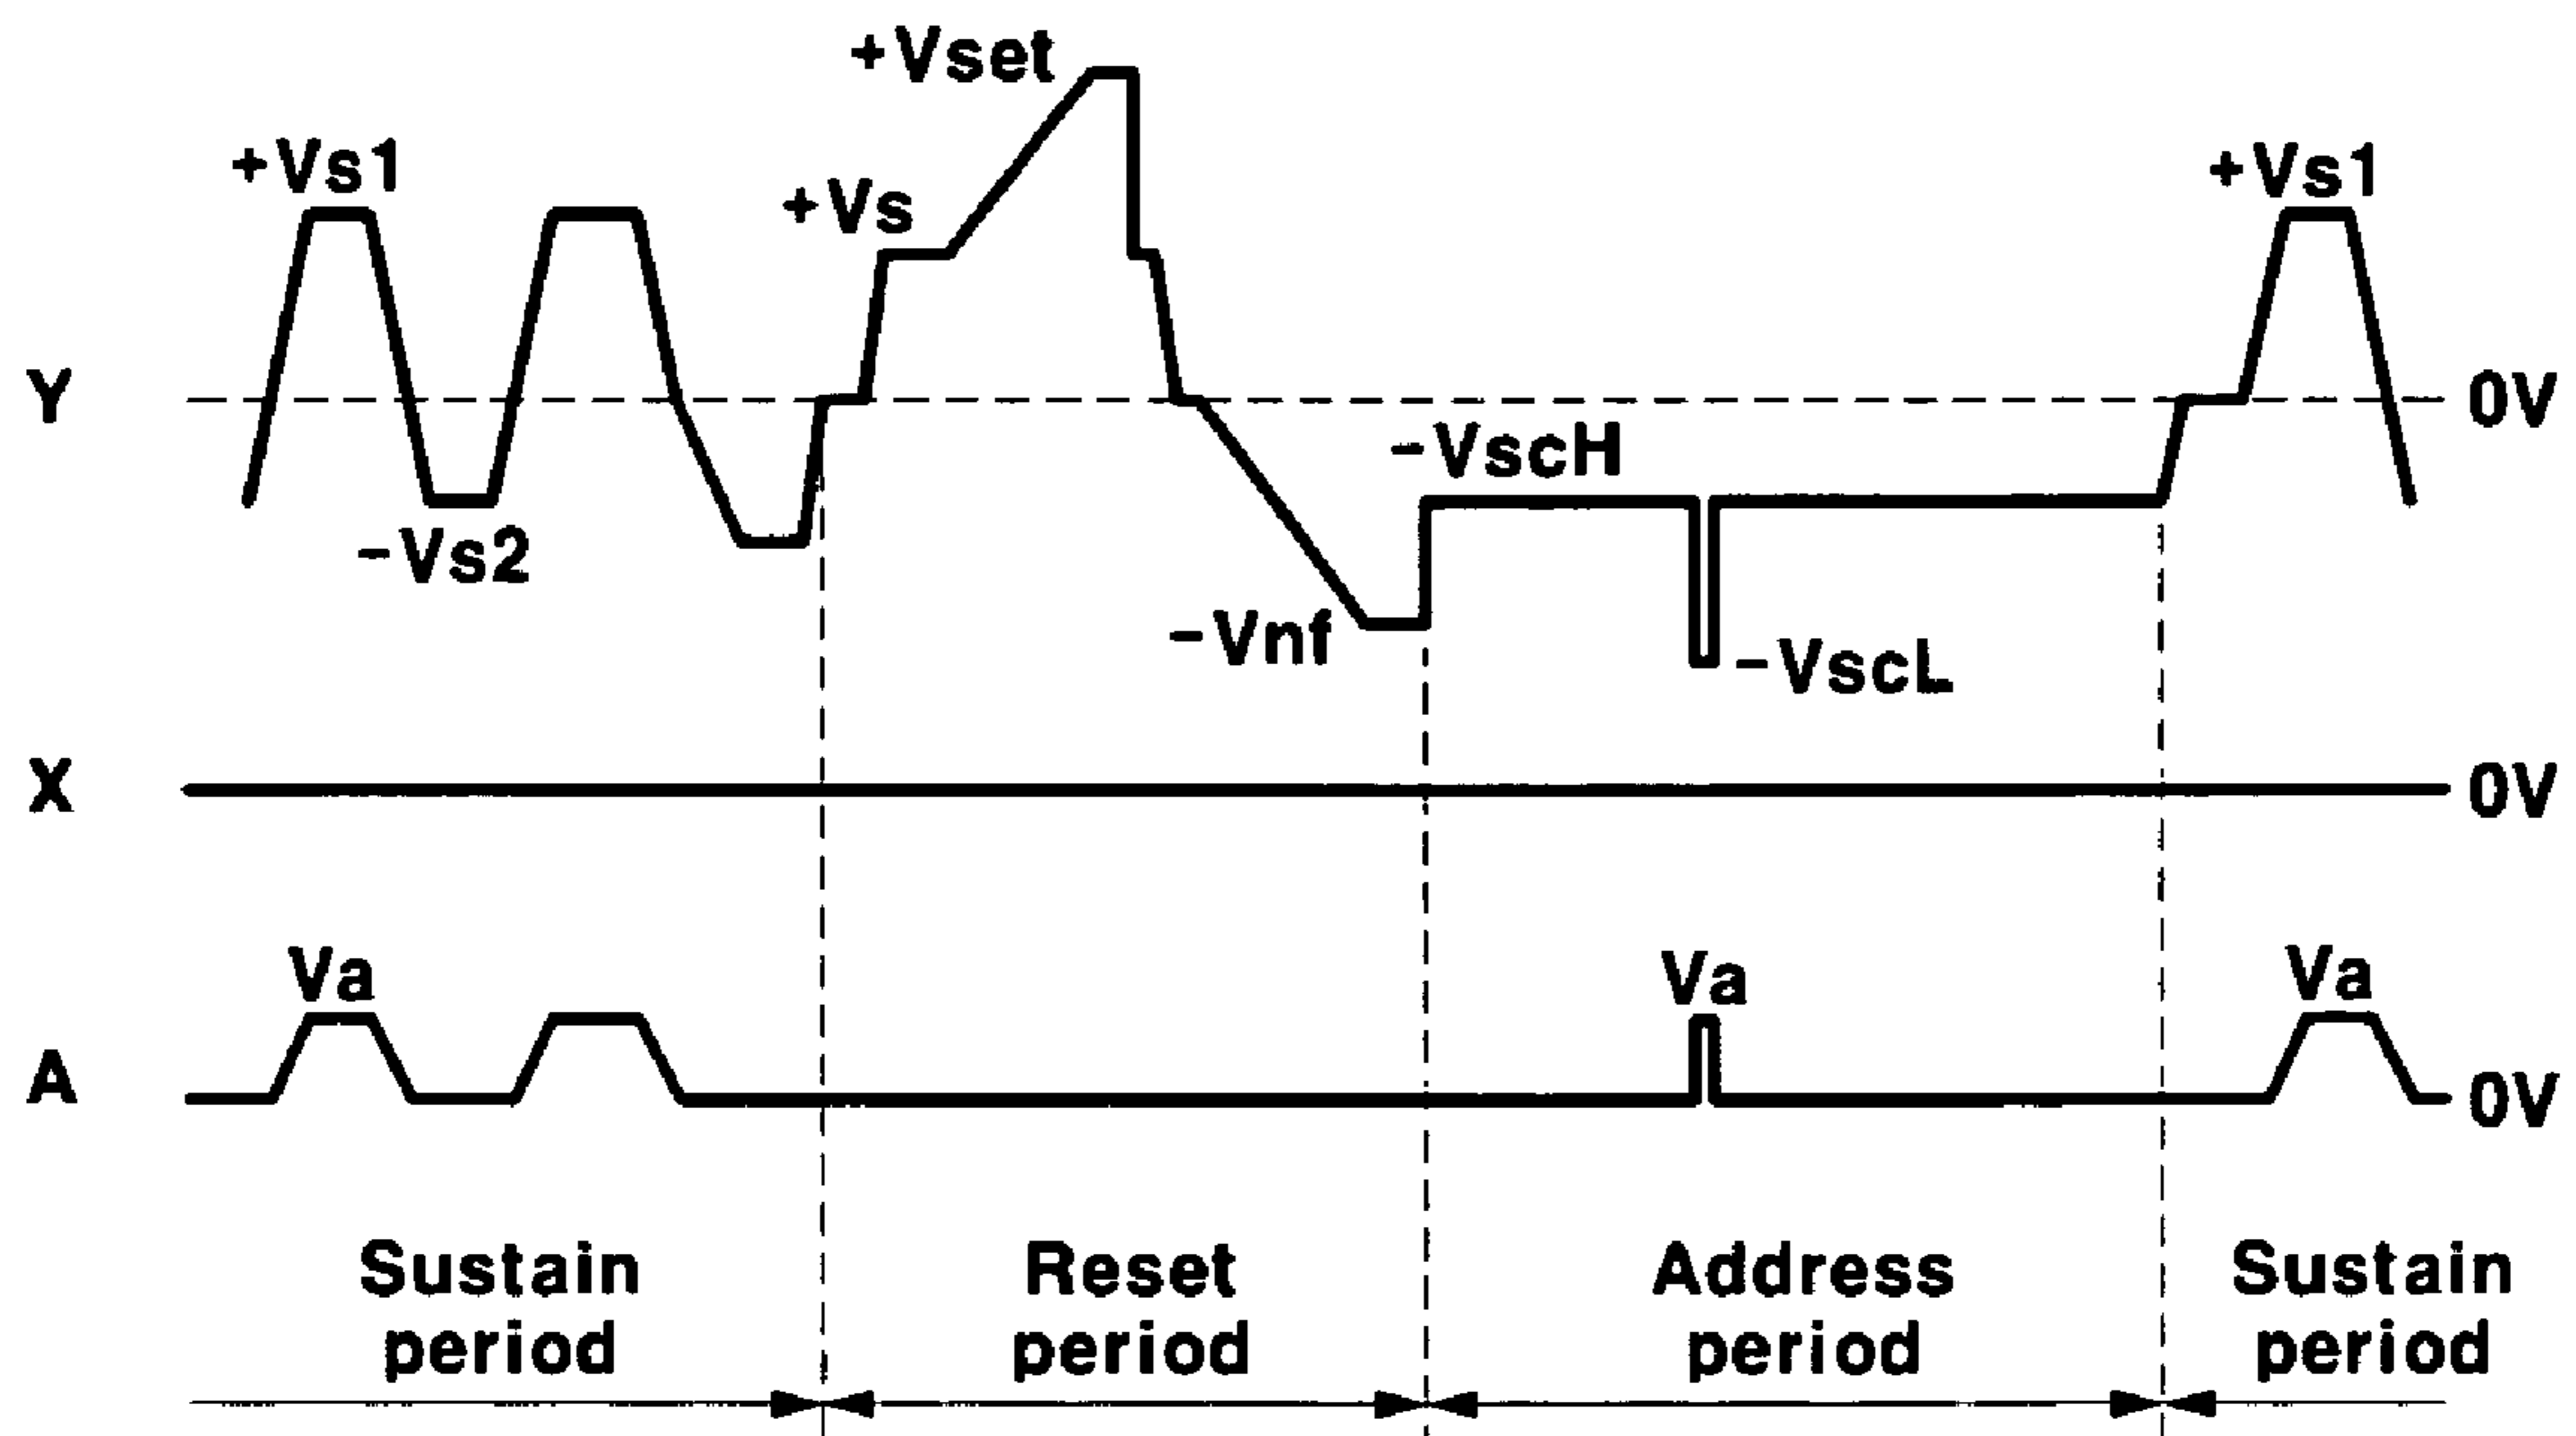 +Vset
+Vs1
+Vs
+Vs1
Y
0V
-VscH
-Vs2
-Vnf
-VscL
X
0V
Va
Va
Va
A
0V
Sustain period
Reset period
Address period
Sustain period